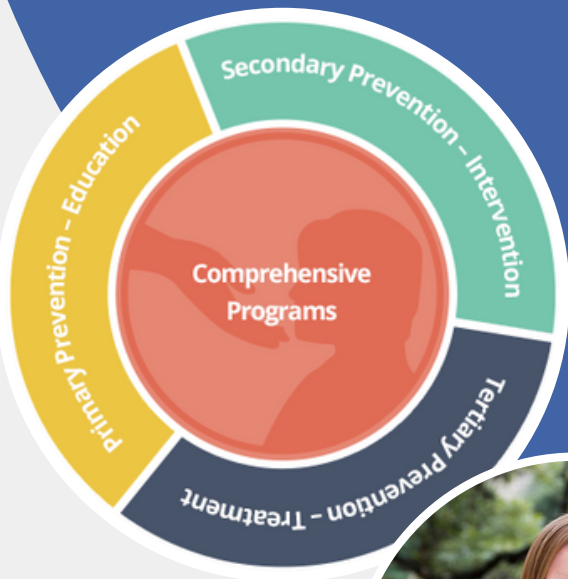 Primary Prevention – Education
Secondary Prevention – Intervention
Tertiary Prevention – Treatment
Comprehensive
Programs